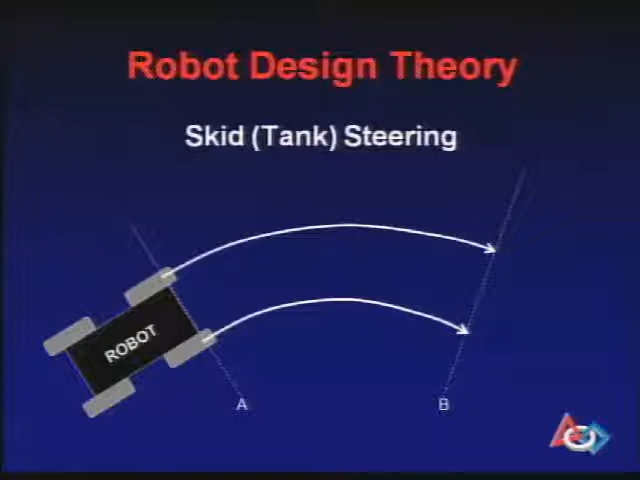 Robot Design Theory
Skid (Tank) Steering
ROBOT
A
B